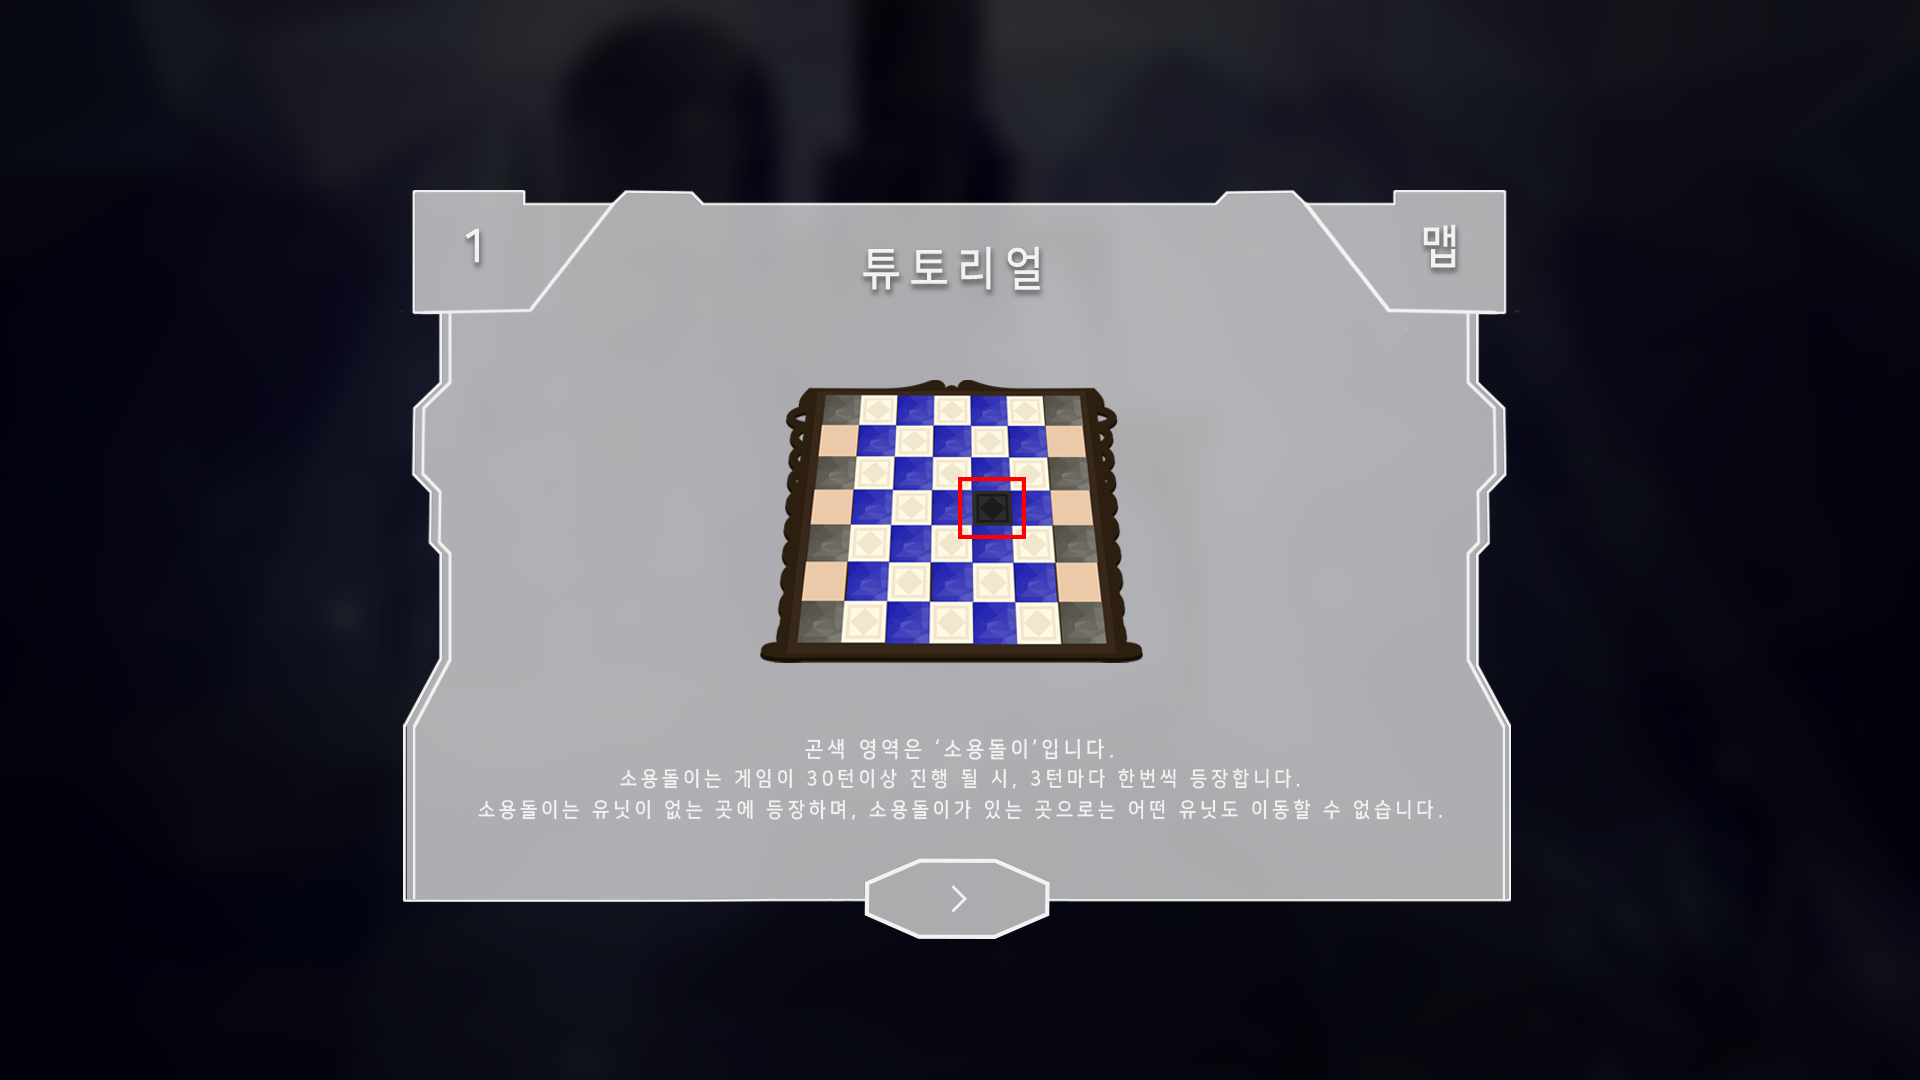 1
튜토리얼
맵
곤색 영역은 ‘소용돌이’입니다.
소용돌이는 게임이 30턴이상 진행 될 시, 3턴마다 한번씩 등장합니다.
소용돌이는 유닛이 없는 곳에 등장하며, 소용돌이가 있는 곳으로는 어떤 유닛도 이동할 수 없습니다.